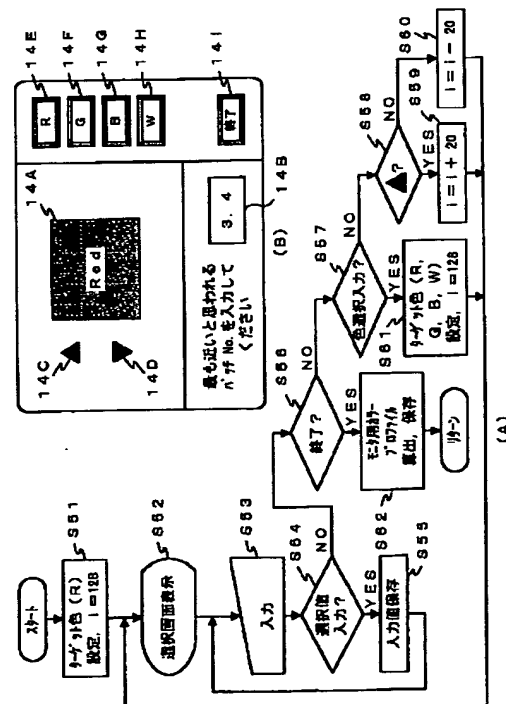 スタート
S51
ターゲット色 (R)
設定, i=128
S52
選択画面表示
S53
入力
S54
選択値
入力?
NO
YES
S55
入力値保存
S56
終了?
NO
YES
S62
モニタ用カラー
プロファイル
算出, 保存
リターン
S57
色選択入力?
NO
YES
S61
ターゲット色 (R,
G, B, W)
設定, i=128
S58
▲?
NO
YES
S59
i=i+20
S60
i=i-20
(A)
14A
Red
14C
14D
最も近いと思われる
パッチNo.を入力して
ください
3. 4
14B
R
G
B
W
終了
14E
14F
14G
14H
14I
(B)